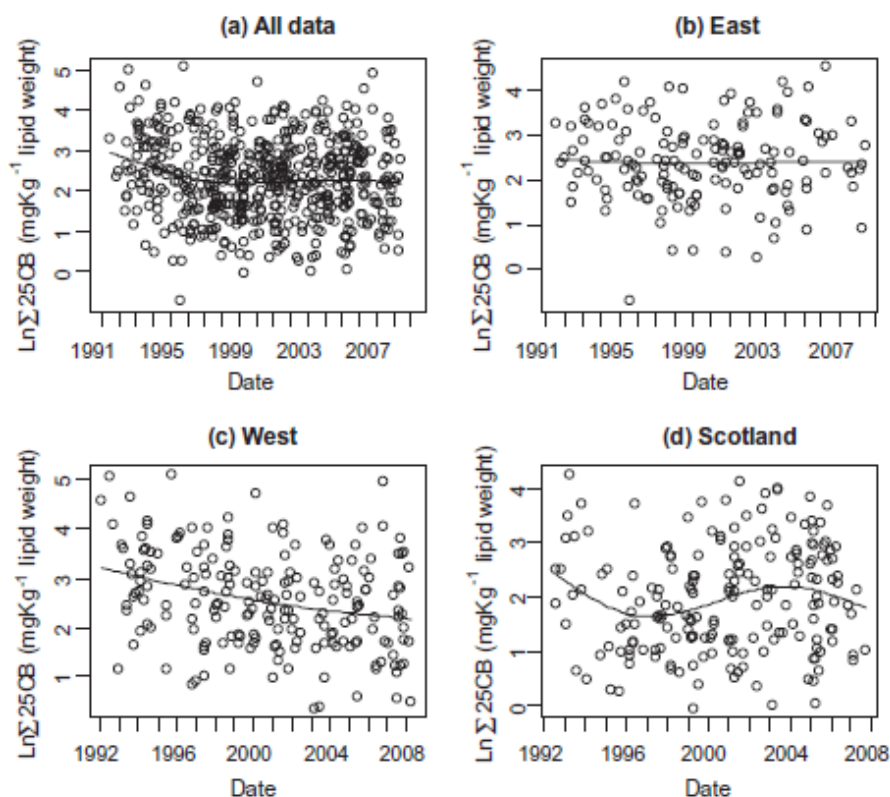 (a) All data
Ln∑25CB (mgKg⁻¹ lipid weight)
5
4
3
2
1
0
1991 1995 1999 2003 2007
Date
(b) East
Ln∑25CB (mgKg⁻¹ lipid weight)
4
3
2
1
0
1991 1995 1999 2003 2007
Date
(c) West
Ln∑25CB (mgKg⁻¹ lipid weight)
5
4
3
2
1
1992 1996 2000 2004 2008
Date
(d) Scotland
Ln∑25CB (mgKg⁻¹ lipid weight)
4
3
2
1
0
1992 1996 2000 2004 2008
Date